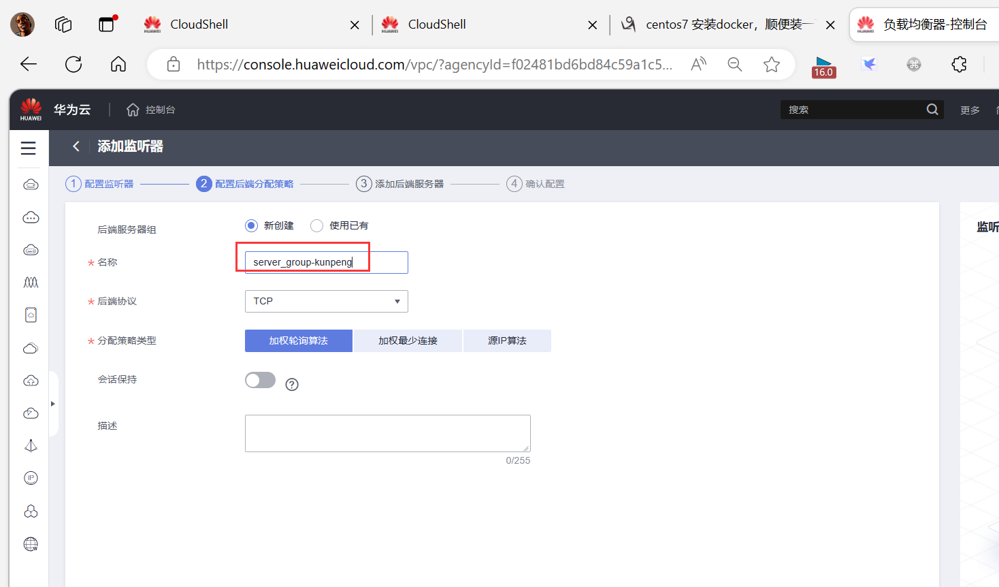 CloudShell
CloudShell
centos7 安装docker，顺便装一
负载均衡器-控制台
https://console.huaweicloud.com/vpc/?agencyId=f02481bd6bd84c59a1c5...
16.0
HUAWEI
华为云
控制台
搜索
更多
添加监听器
1 配置监听器
2 配置后端分配策略
3 添加后端服务器
4 确认配置
后端服务器组
新创建
使用已有
监听
* 名称
server_group-kunpeng
* 后端协议
TCP
* 分配策略类型
加权轮询算法
加权最少连接
源IP算法
会话保持
?
描述
0/255
IP